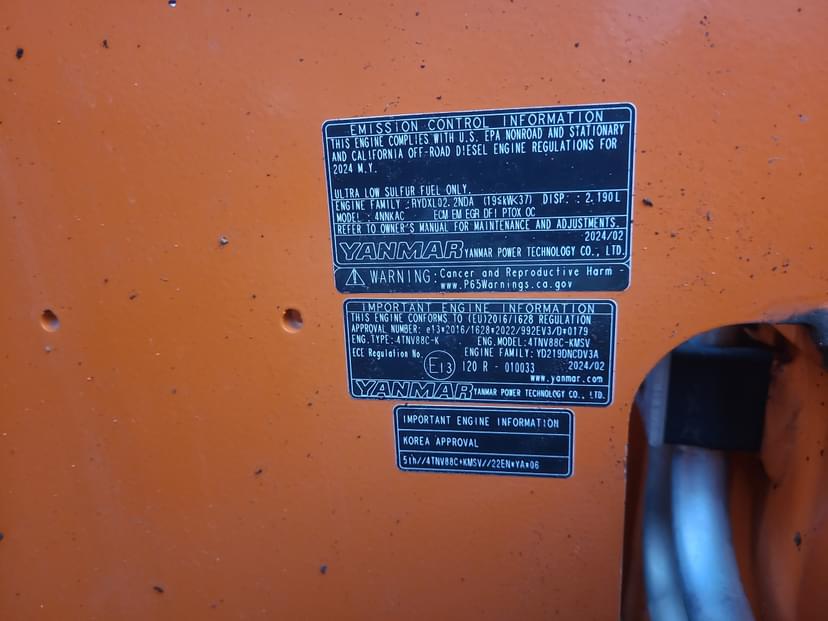 EMISSION CONTROL INFORMATION
THIS ENGINE COMPLIES WITH U.S. EPA NONROAD AND STATIONARY
AND CALIFORNIA OFF-ROAD DIESEL ENGINE REGULATIONS FOR
2024 M.Y.
ULTRA LOW SULFUR FUEL ONLY.
ENGINE FAMILY :RYDXL02.2NDA (19≤kW<37) DISP.: 2.190L
MODEL: 4NNKAC ECM EM EGR DFI PTOX OC
REFER TO OWNER'S MANUAL FOR MAINTENANCE AND ADJUSTMENTS.
2024/02
YANMAR YANMAR POWER TECHNOLOGY CO., LTD.
WARNING: Cancer and Reproductive Harm -
www.P65Warnings.ca.gov
IMPORTANT ENGINE INFORMATION
THIS ENGINE CONFORMS TO (EU)2016/1628 REGULATION
APPROVAL NUMBER: e13*2016/1628*2022/992EV3/D*0179
ENG.TYPE: 4TNV88C-K ENG.MODEL: 4TNV88C-KMSV
ECE Regulation No. ENGINE FAMILY: YD219DNCDV3A
E13 120 R - 010033 2024/02
www.yanmar.com
YANMAR YANMAR POWER TECHNOLOGY CO., LTD.
IMPORTANT ENGINE INFORMATION
KOREA APPROVAL
5th//4TNV88C*KMSV//22EN*YA*06